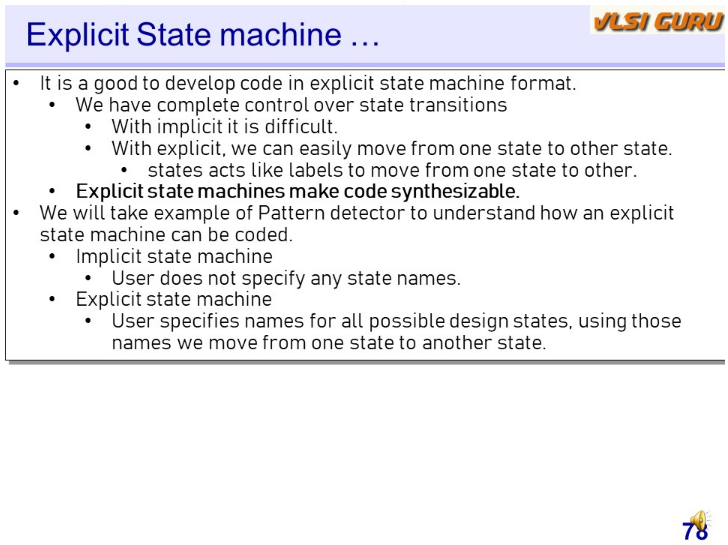 Explicit State machine ...
VLSI GURU
• It is a good to develop code in explicit state machine format.
• We have complete control over state transitions
• With implicit it is difficult.
• With explicit, we can easily move from one state to other state.
• states acts like labels to move from one state to other.
• Explicit state machines make code synthesizable.
• We will take example of Pattern detector to understand how an explicit
state machine can be coded.
• Implicit state machine
• User does not specify any state names.
• Explicit state machine
• User specifies names for all possible design states, using those
names we move from one state to another state.
78